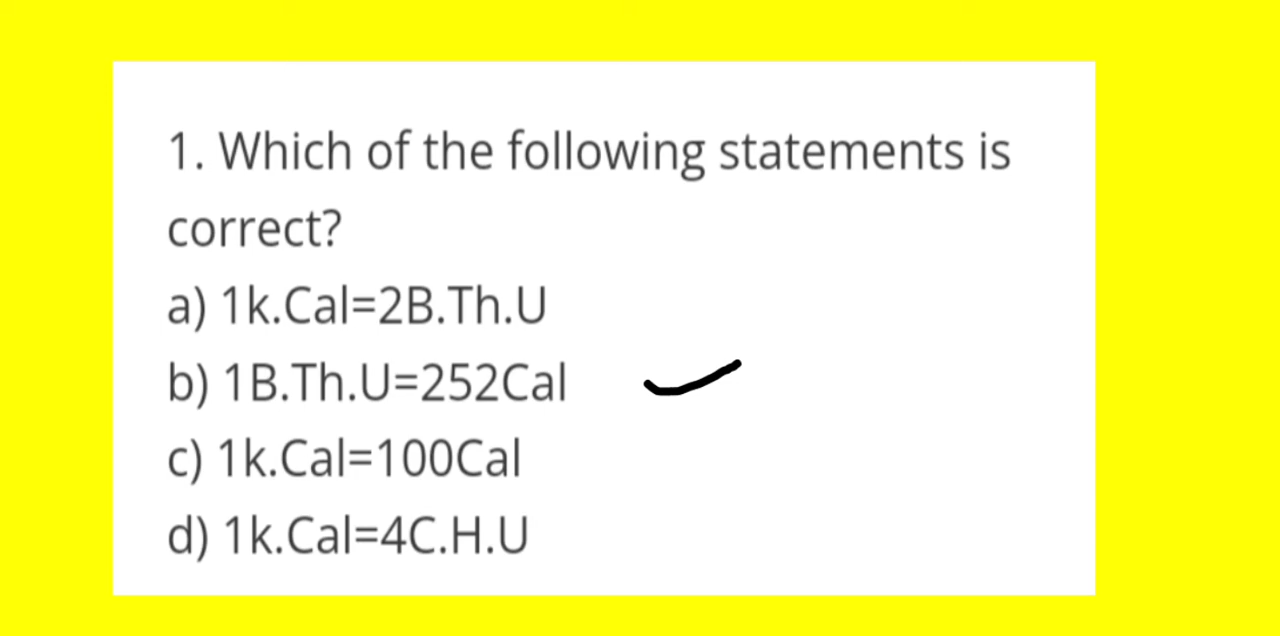 1. Which of the following statements is
correct?
a) 1k.Cal=2B.Th.U
b) 1B.Th.U=252Cal
c) 1k.Cal=100Cal
d) 1k.Cal=4C.H.U